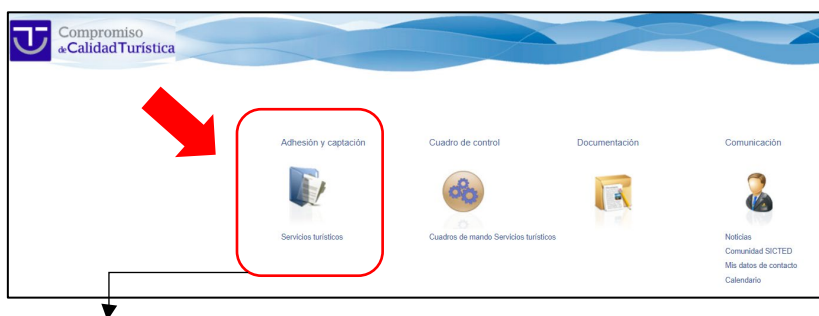 Compromiso
de Calidad Turística
Adhesión y captación
Cuadro de control
Documentación
Comunicación
Servicios turísticos
Cuadros de mando Servicios turísticos
Noticias
Comunidad SICTED
Mis datos de contacto
Calendario